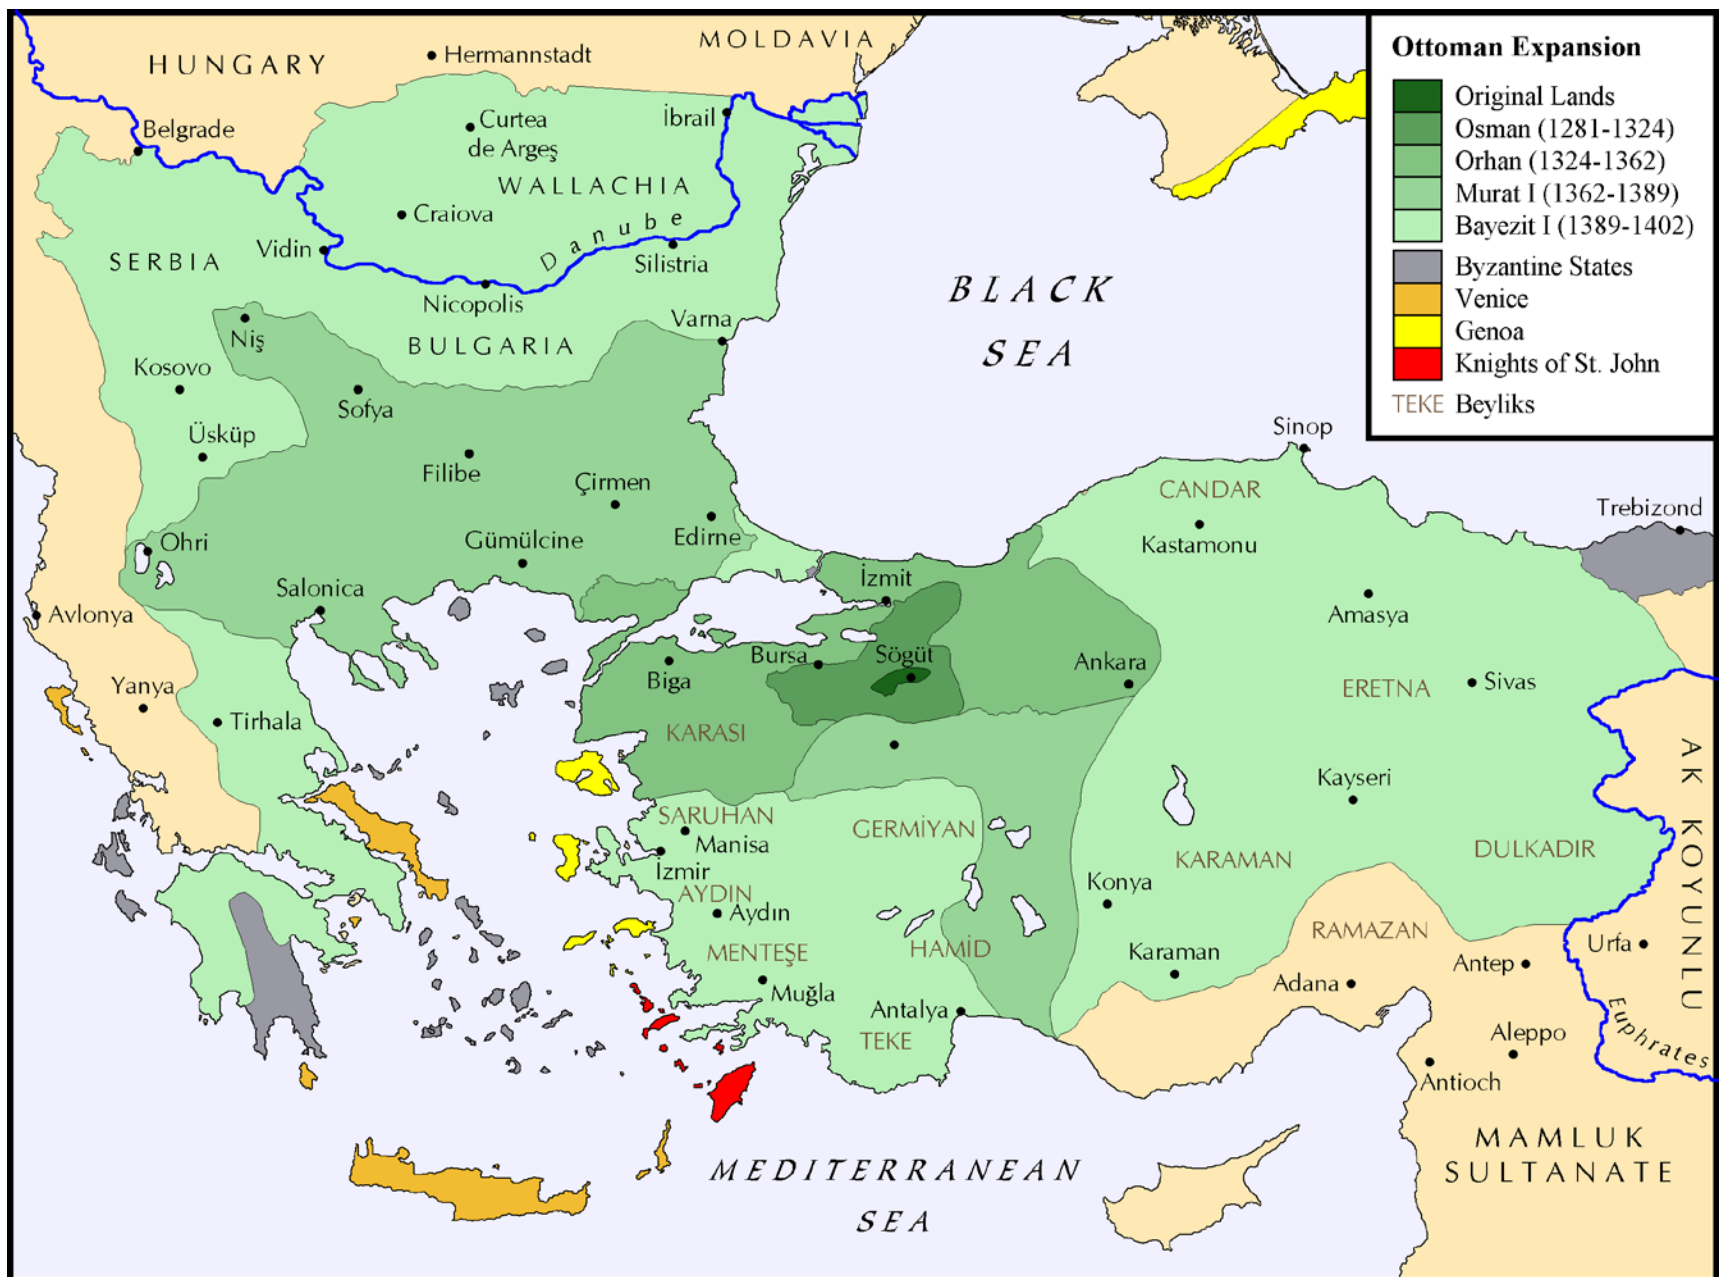 HUNGARY
Hermannstadt
MOLDAVIA
Ottoman Expansion
Original Lands
Osman (1281-1324)
Orhan (1324-1362)
Murat I (1362-1389)
Bayezit I (1389-1402)
Byzantine States
Venice
Genoa
Knights of St. John
TEKE Beyliks
Belgrade
Curtea
de Argeş
İbrail
WALLACHIA
Craiova
Danube
Vidin
SERBIA
Silistria
Nicopolis
Varna
BLACK
SEA
Niş
BULGARIA
Kosovo
Sofya
Üsküp
Filibe
Çirmen
Sinop
CANDAR
Trebizond
Ohri
Gümülcine
Edirne
Kastamonu
İzmit
Salonica
Avlonya
Amasya
Bursa
Sögüt
Ankara
Biga
Yanya
Tirhala
ERETNA
Sivas
KARASI
AK KOYUNLU
Kayseri
SARUHAN
Manisa
GERMİYAN
İzmir
KARAMAN
DULKADIR
AYDIN
Aydın
Konya
MENTEŞE
HAMİD
RAMAZAN
Urfa
Karaman
Antep
Adana
Muğla
Antalya
TEKE
Euphrates
Aleppo
Antioch
MAMLUK
SULTANATE
MEDITERRANEAN
SEA